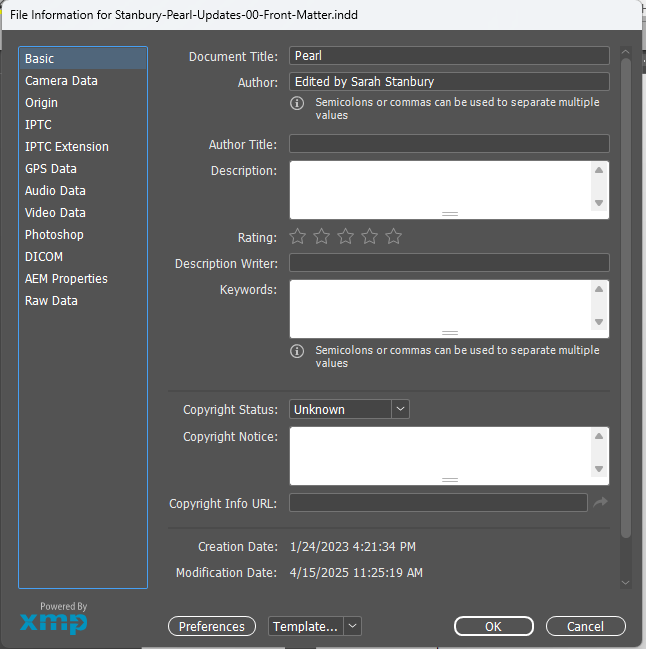 File Information for Stanbury-Pearl-Updates-00-Front-Matter.indd
Basic
Camera Data
Origin
IPTC
IPTC Extension
GPS Data
Audio Data
Video Data
Photoshop
DICOM
AEM Properties
Raw Data
Document Title: Pearl
Author: Edited by Sarah Stanbury
Semicolons or commas can be used to separate multiple
values
Author Title:
Description:
Rating:
Description Writer:
Keywords:
Semicolons or commas can be used to separate multiple
values
Copyright Status: Unknown
Copyright Notice:
Copyright Info URL:
Creation Date: 1/24/2023 4:21:34 PM
Modification Date: 4/15/2025 11:25:19 AM
Powered By
xmp
Preferences
Template...
OK
Cancel